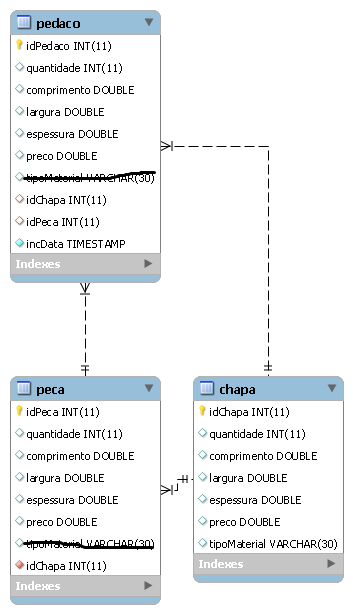 pedaco
idPedaco INT(11)
quantidade INT(11)
comprimento DOUBLE
largura DOUBLE
espessura DOUBLE
preco DOUBLE
tipoMaterial VARCHAR(30)
idChapa INT(11)
idPeca INT(11)
incData TIMESTAMP
Indexes
peca
idPeca INT(11)
quantidade INT(11)
comprimento DOUBLE
largura DOUBLE
espessura DOUBLE
preco DOUBLE
tipoMaterial VARCHAR(30)
idChapa INT(11)
Indexes
chapa
idChapa INT(11)
quantidade INT(11)
comprimento DOUBLE
largura DOUBLE
espessura DOUBLE
preco DOUBLE
tipoMaterial VARCHAR(30)
Indexes